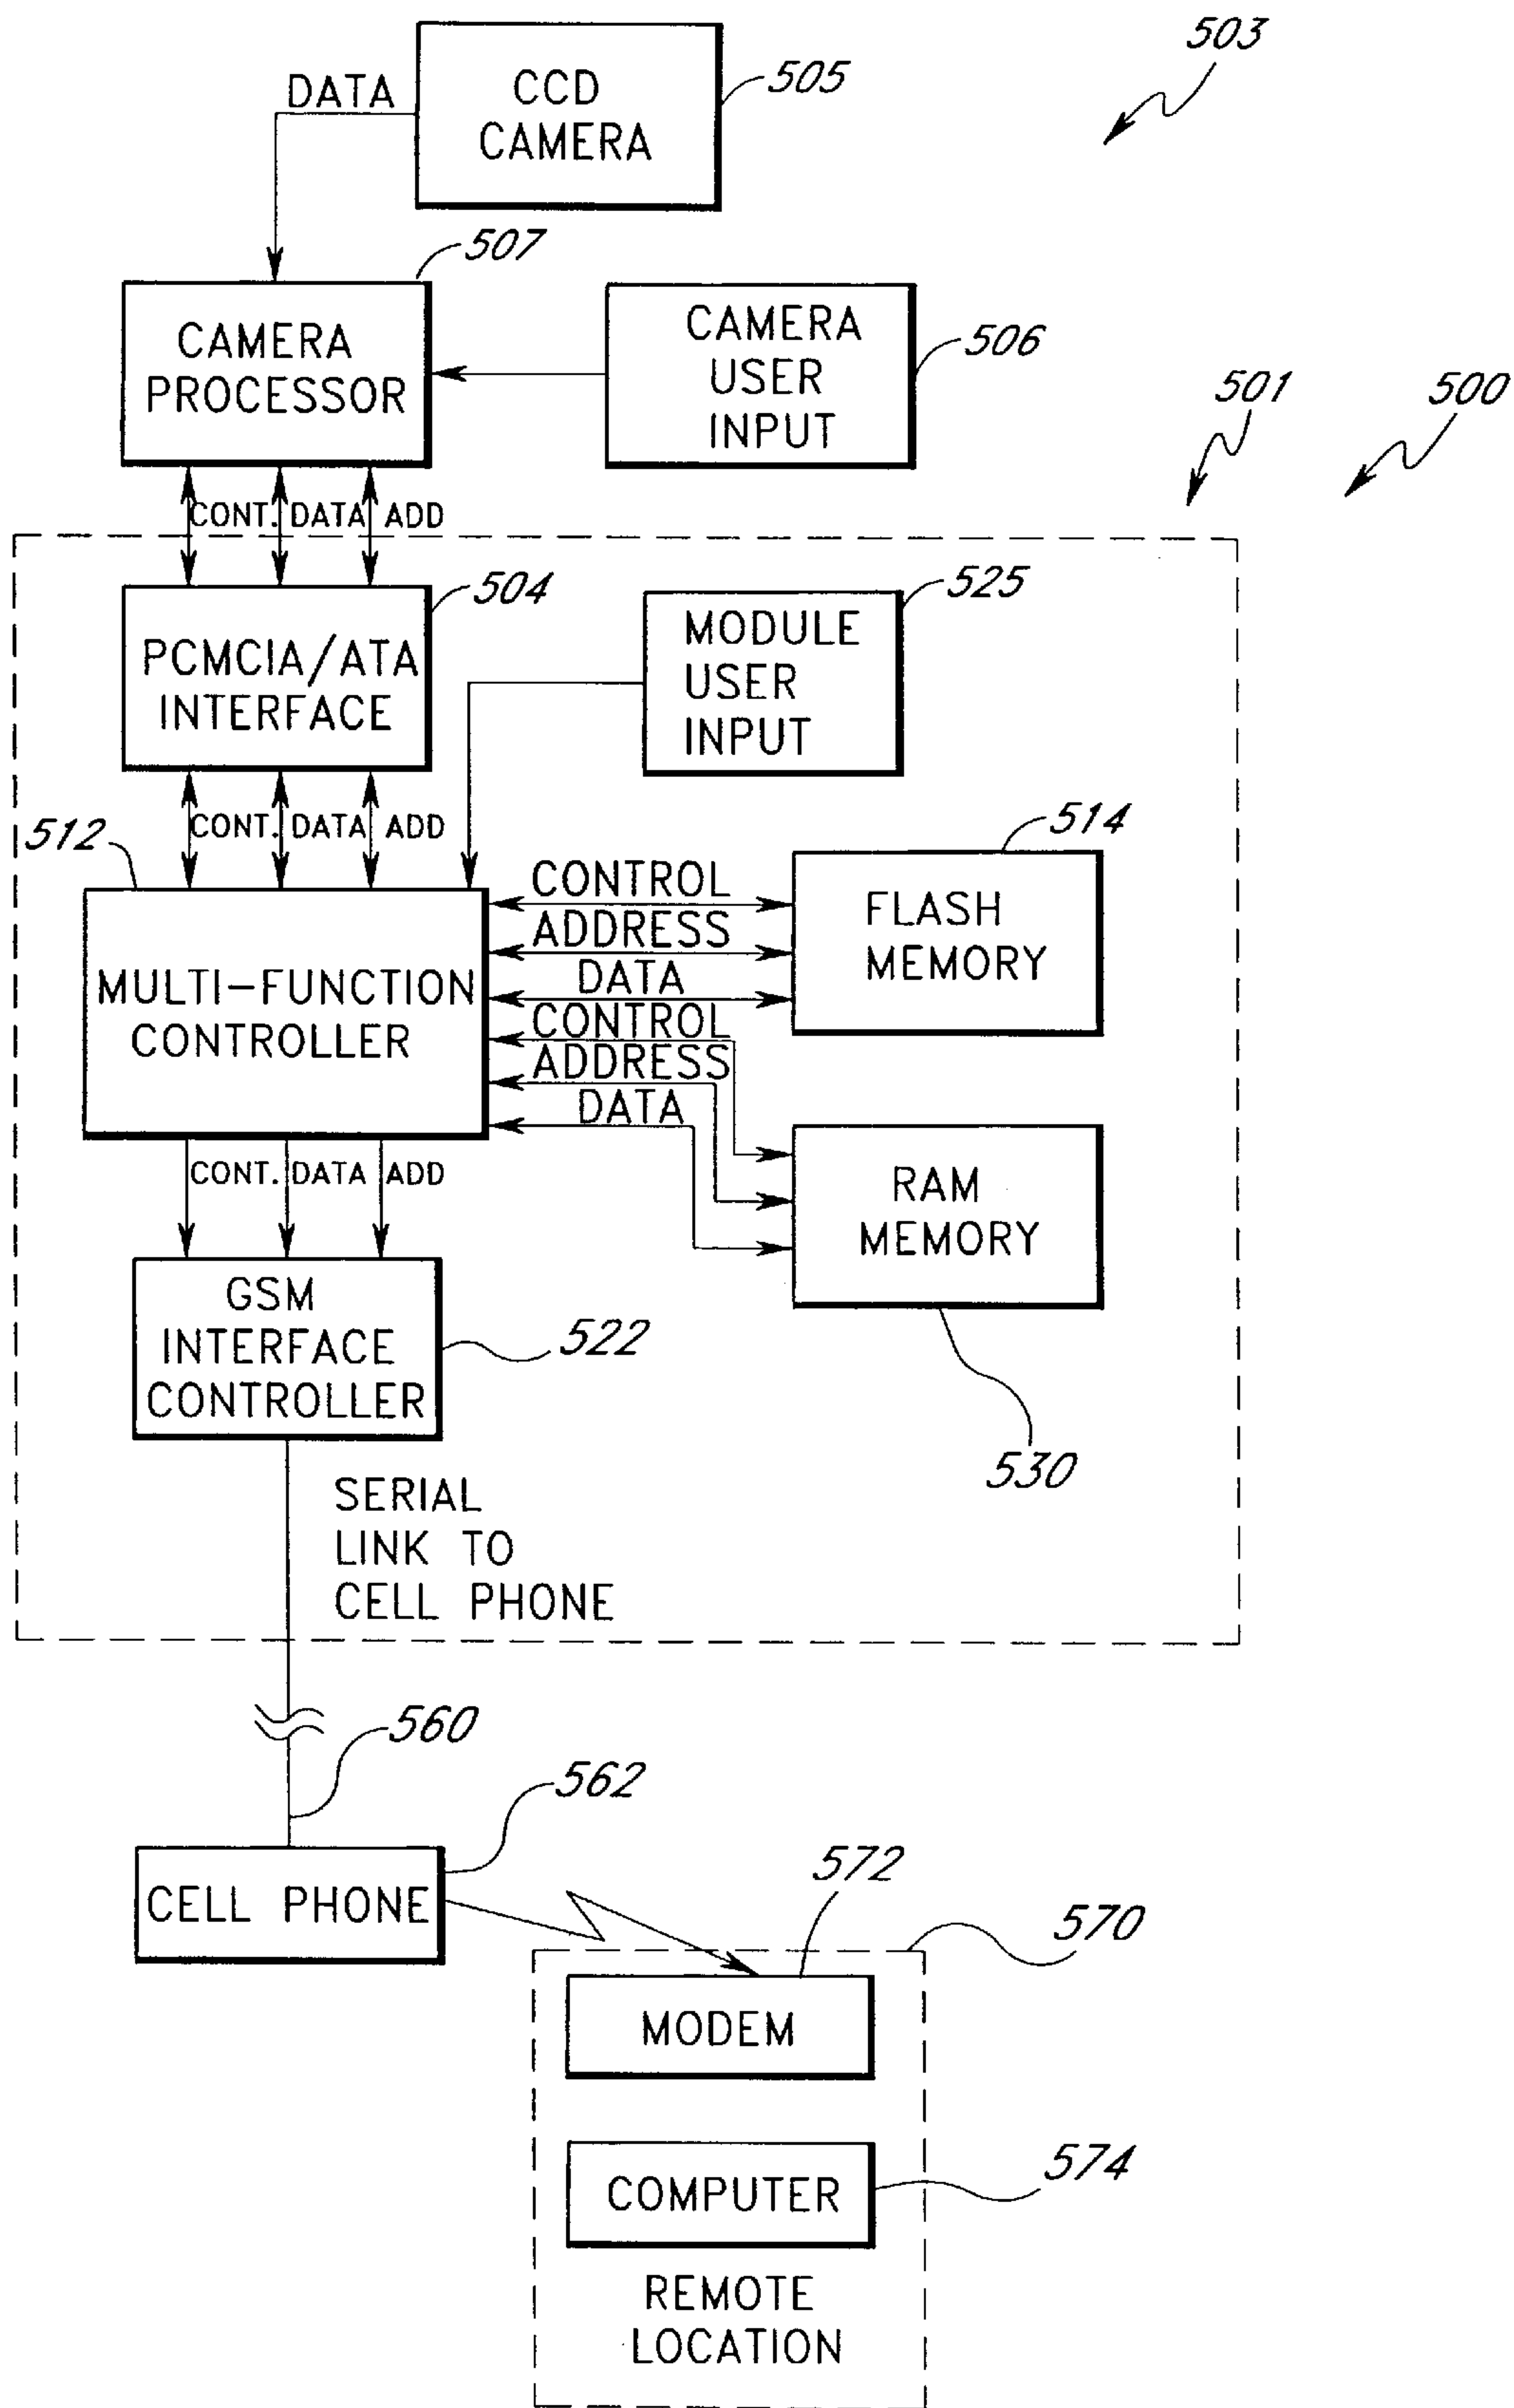 503
DATA
CCD
CAMERA
505
507
CAMERA
PROCESSOR
CAMERA
USER
INPUT
506
501
500
CONT. DATA ADD
504
PCMCIA/ATA
INTERFACE
MODULE
USER
INPUT
525
CONT. DATA ADD
512
MULTI-FUNCTION
CONTROLLER
CONTROL
ADDRESS
DATA
CONTROL
ADDRESS
DATA
514
FLASH
MEMORY
RAM
MEMORY
530
CONT. DATA ADD
GSM
INTERFACE
CONTROLLER
522
SERIAL
LINK TO
CELL PHONE
560
562
CELL PHONE
572
570
MODEM
COMPUTER
574
REMOTE
LOCATION